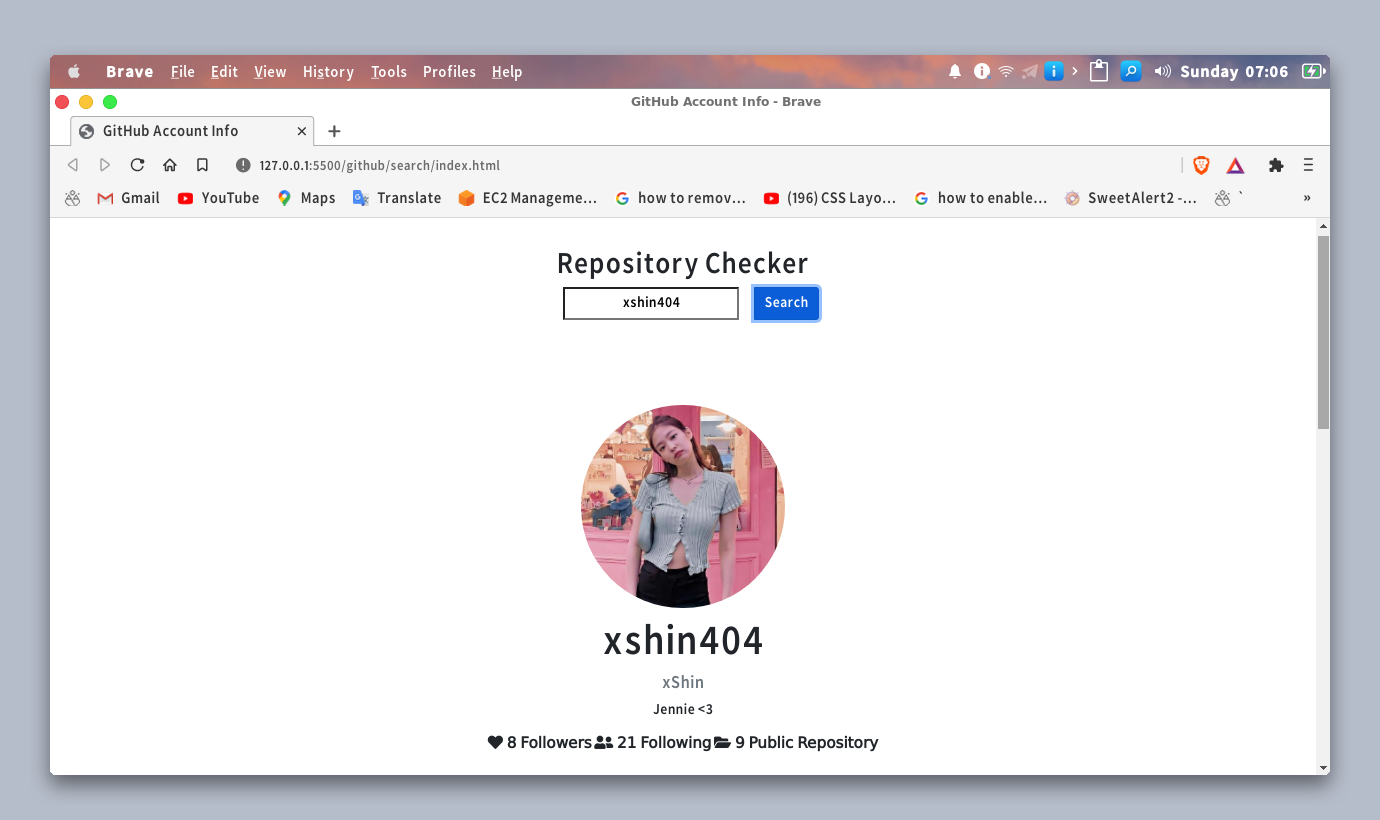 Brave File Edit View History Tools Profiles Help Sunday 07:06
GitHub Account Info - Brave
GitHub Account Info
127.0.0.1:5500/github/search/index.html
Gmail YouTube Maps Translate EC2 Manageme... how to remov... (196) CSS Layo... how to enable... SweetAlert2 -... ` »
Repository Checker
xshin404 Search
xshin404
xShin
Jennie <3
8 Followers 21 Following 9 Public Repository